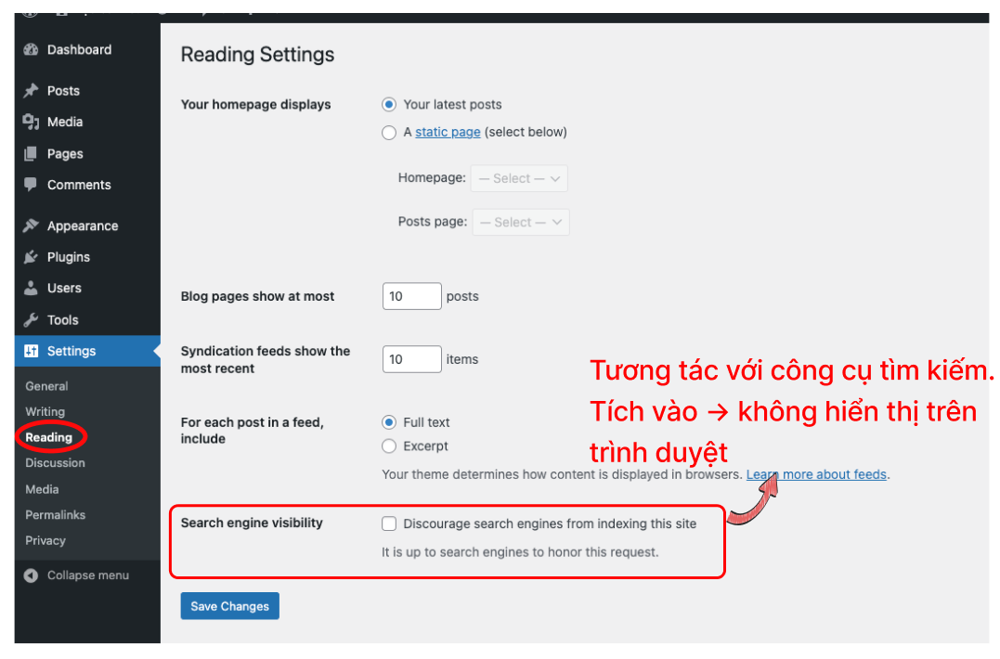 Dashboard
Posts
Media
Pages
Comments
Appearance
Plugins
Users
Tools
Settings
General
Writing
Reading
Discussion
Media
Permalinks
Privacy
Collapse menu
Reading Settings
Your homepage displays
Your latest posts
A static page (select below)
Homepage: — Select —
Posts page: — Select —
Blog pages show at most 10 posts
Syndication feeds show the
most recent
10 items
For each post in a feed,
include
Full text
Excerpt
Your theme determines how content is displayed in browsers. Learn more about feeds.
Tương tác với công cụ tìm kiếm.
Tích vào → không hiển thị trên
trình duyệt
Search engine visibility
Discourage search engines from indexing this site
It is up to search engines to honor this request.
Save Changes